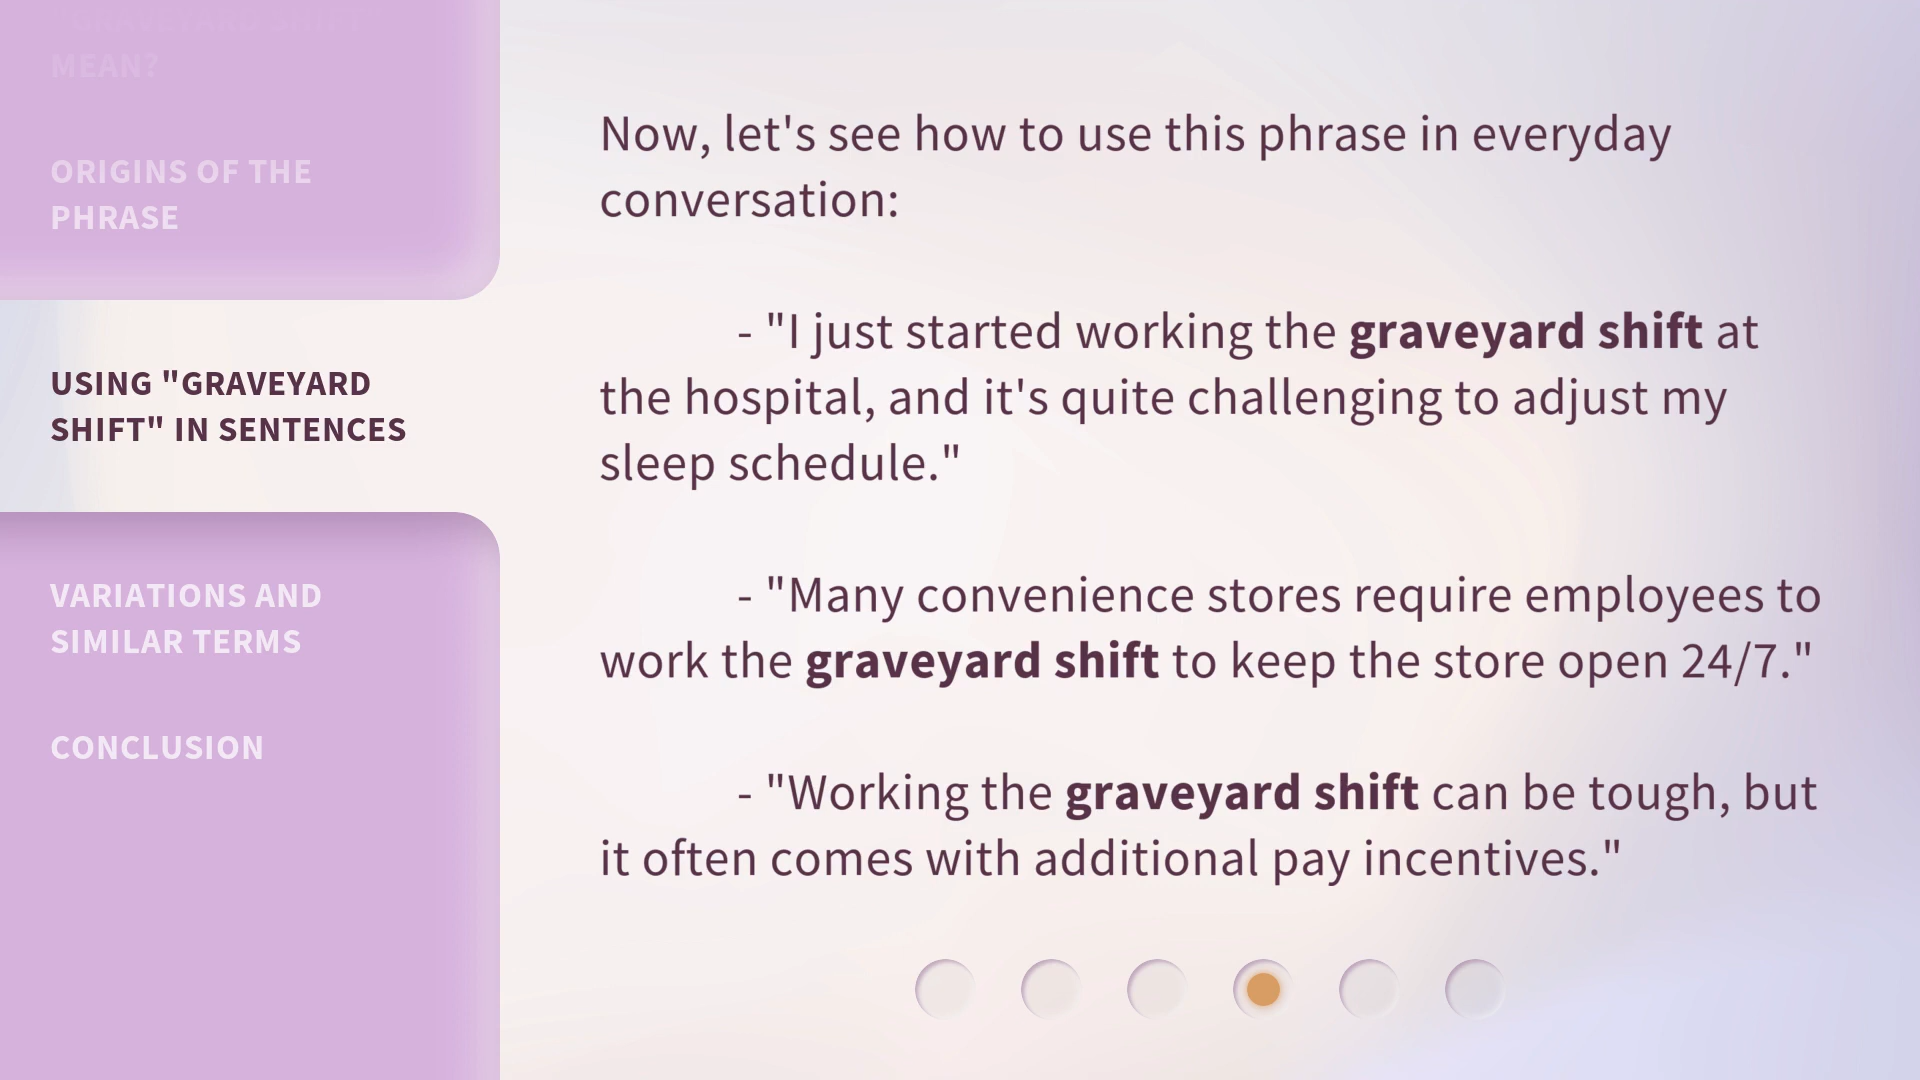 "GRAVEYARD SHIFT"
MEAN?
ORIGINS OF THE
PHRASE
USING "GRAVEYARD
SHIFT" IN SENTENCES
VARIATIONS AND
SIMILAR TERMS
CONCLUSION
Now, let's see how to use this phrase in everyday
conversation:
- "I just started working the graveyard shift at
the hospital, and it's quite challenging to adjust my
sleep schedule."
- "Many convenience stores require employees to
work the graveyard shift to keep the store open 24/7."
- "Working the graveyard shift can be tough, but
it often comes with additional pay incentives."